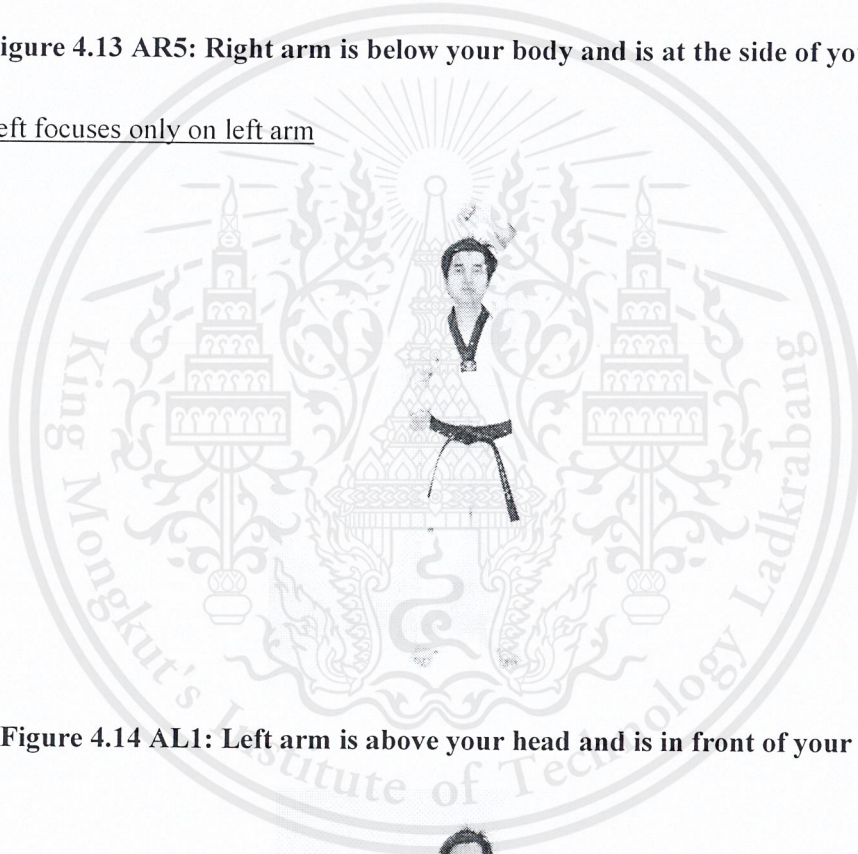 igure 4.13 AR5: Right arm is below your body and is at the side of yo
eft focuses only on left arm
King Mongkut's Institute of Technology Ladkrabang
Figure 4.14 AL1: Left arm is above your head and is in front of your